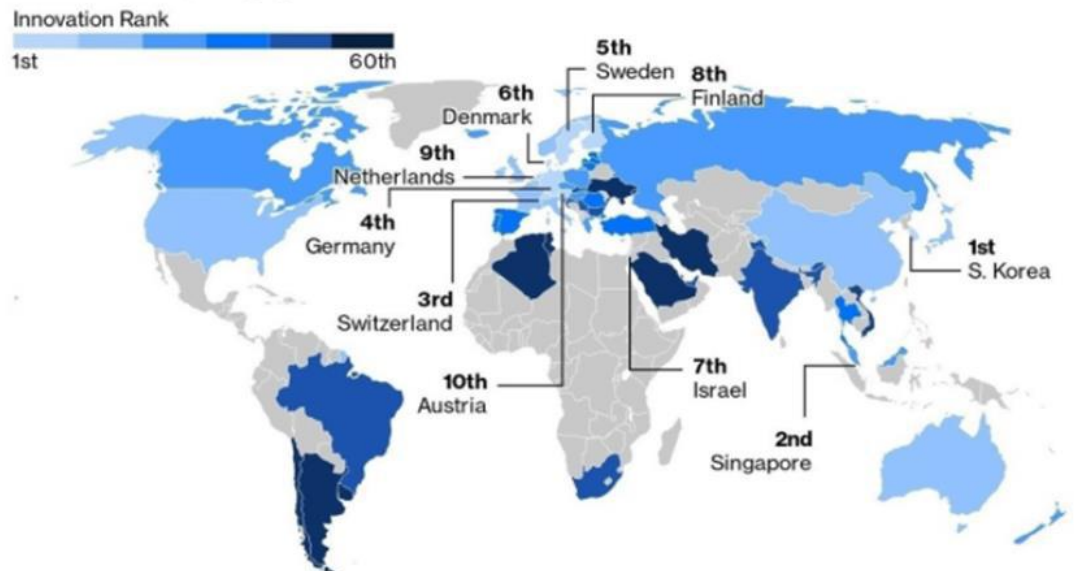 Innovation Rank
1st
60th
5th
Sweden
8th
Finland
6th
Denmark
9th
Netherlands
4th
Germany
1st
S. Korea
3rd
Switzerland
7th
Israel
10th
Austria
2nd
Singapore